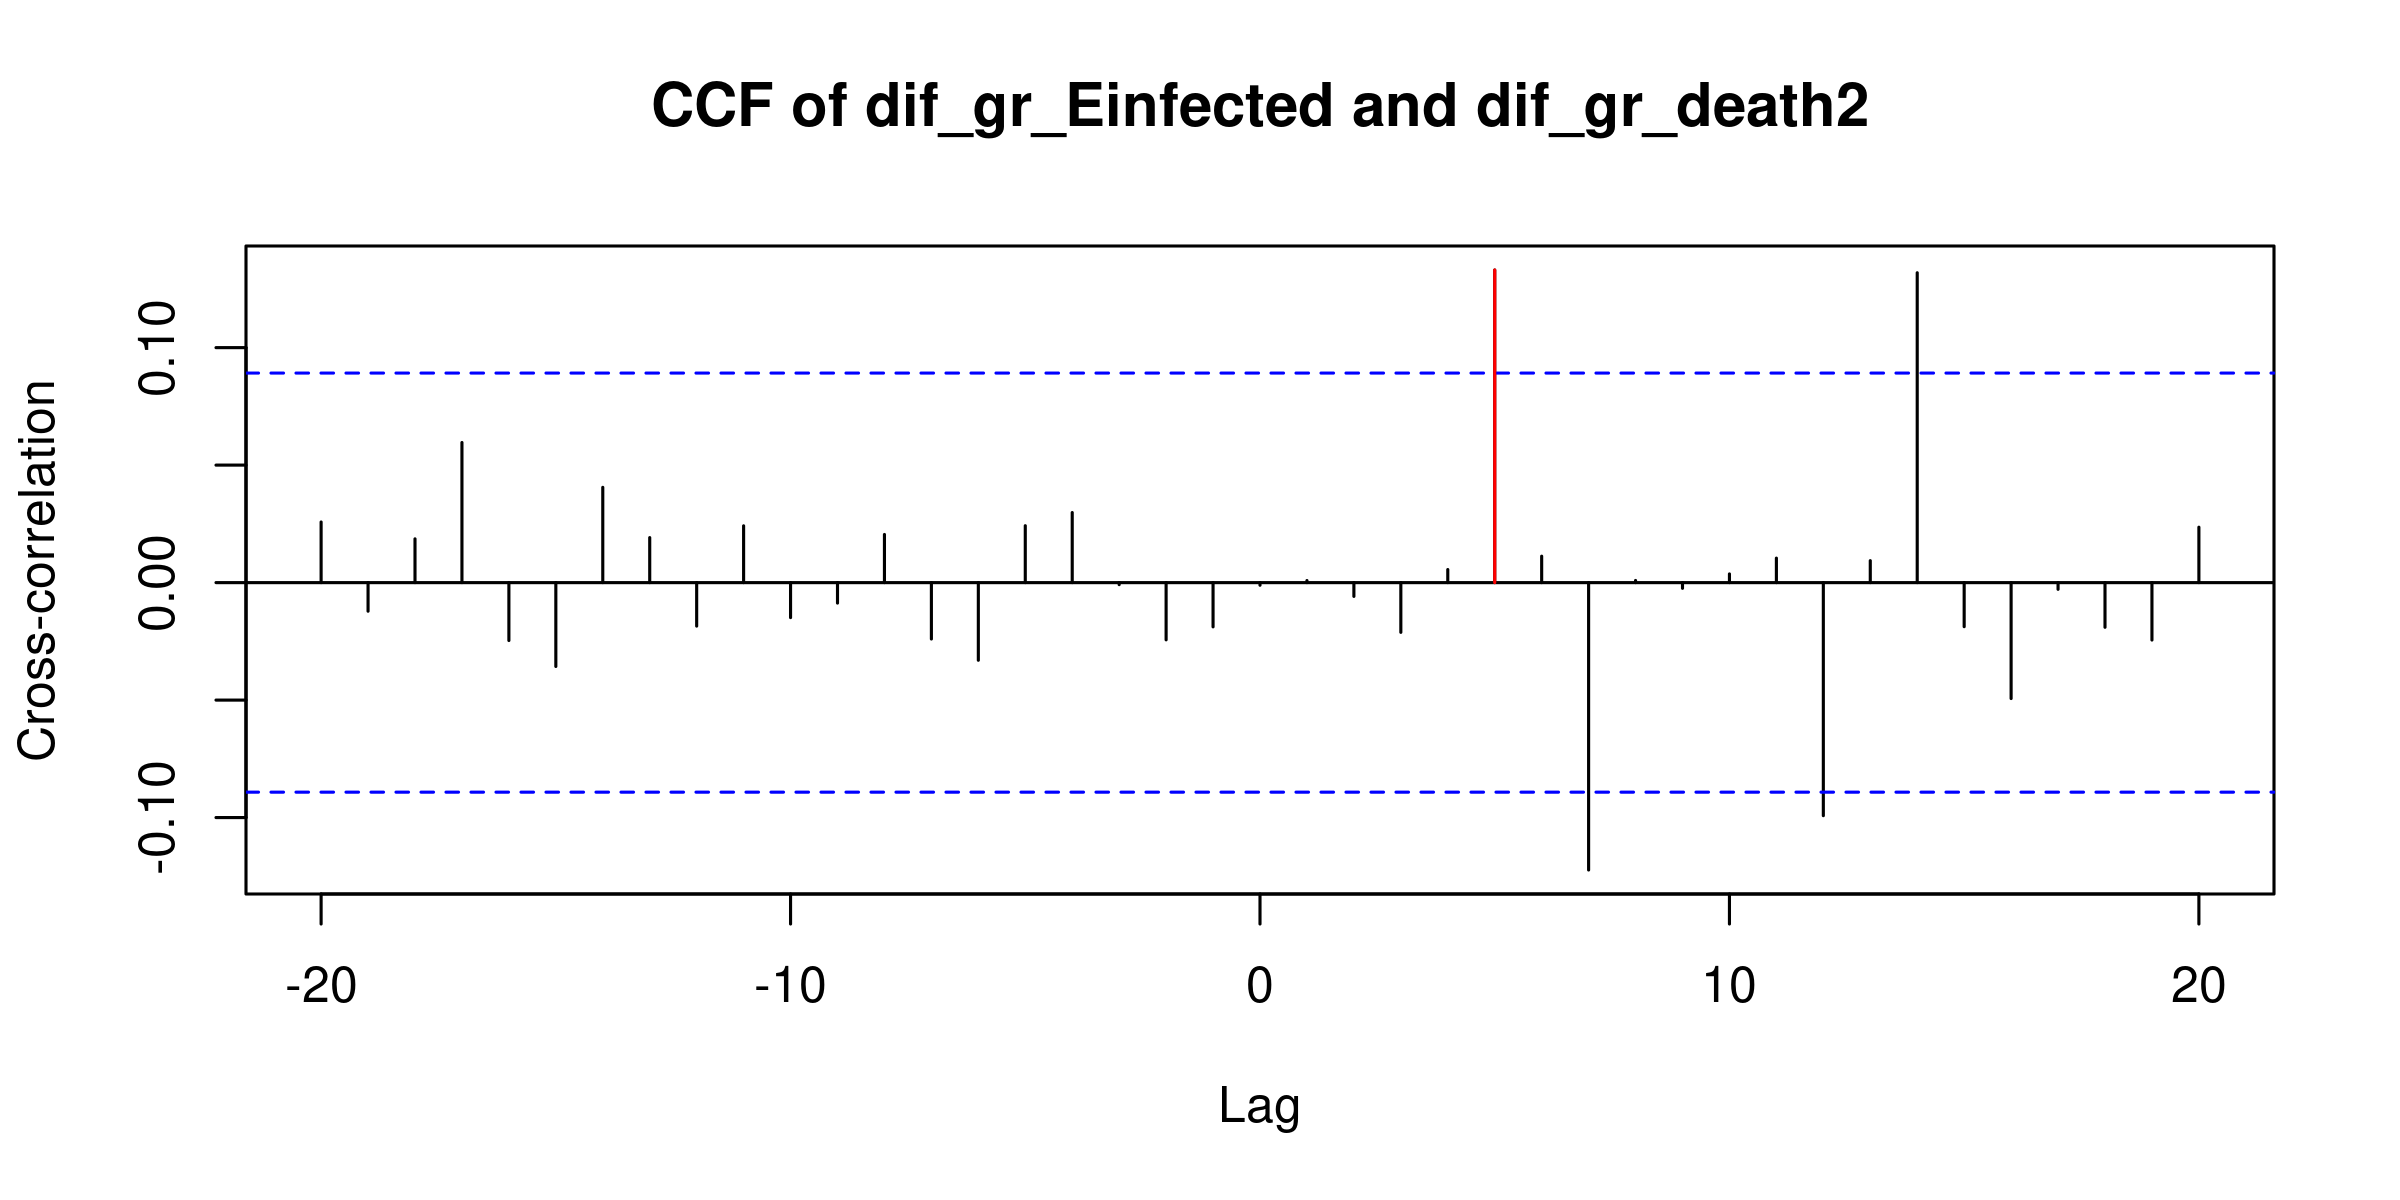 CCF of dif_gr_Einfected and dif_gr_death2
Cross-correlation
0.10
0.00
-0.10
-20 -10 0 10 20
Lag